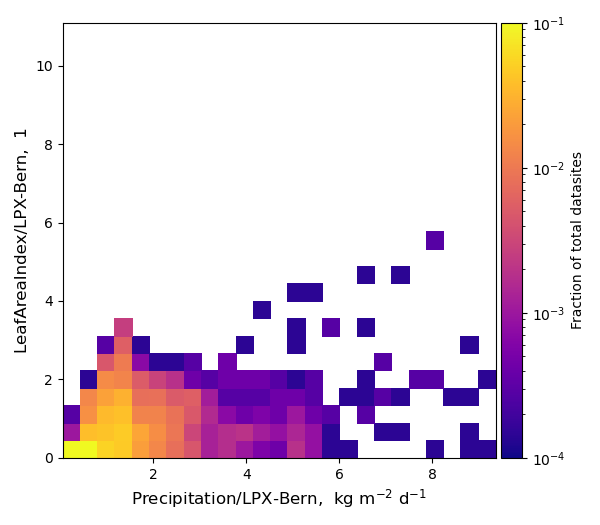 10
8
6
4
2
0
2 4 6 8
LeafAreaIndex/LPX-Bern, 1
Precipitation/LPX-Bern, kg m⁻² d⁻¹
10⁻¹
10⁻²
10⁻³
10⁻⁴
Fraction of total datasites